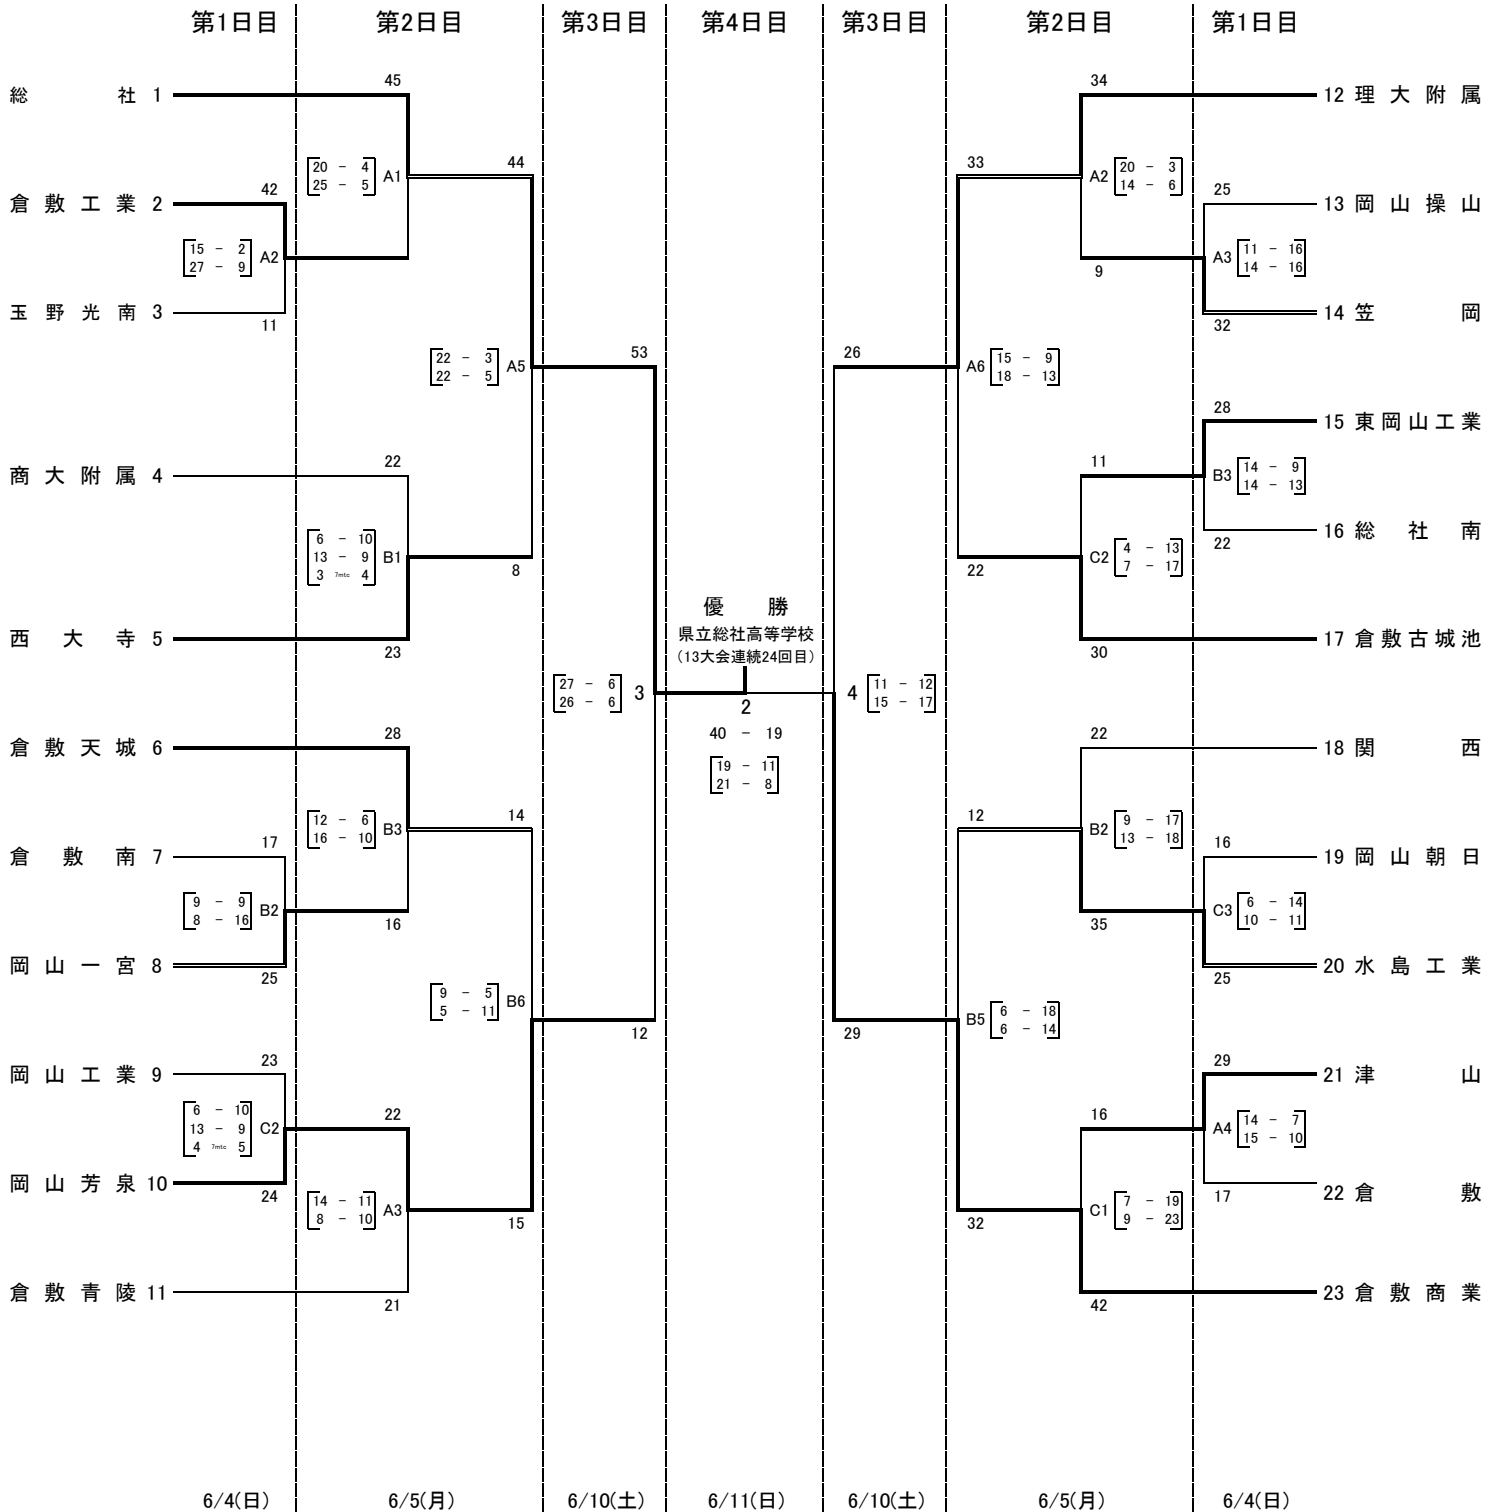 第1日目 第2日目 第3日目 第4日目 第3日目 第2日目 第1日目
45 34
総社 1 12 理大附属
20 - 4 44 33 20 - 3
25 - 5 A1 A2 14 - 6
42 25
倉敷工業 2 13 岡山操山
15 - 2 11 - 16
27 - 9 A2 9 A3 14 - 16
玉野光南 3 14 笠岡
11 32
22 - 3 53 26 15 - 9
22 - 5 A5 A6 18 - 13
28
15 東岡山工業
22 11
商大附属 4 14 - 9
B3 14 - 13
16 総社南
6 - 10 22
13 - 9 B1 4 - 13
3 7mtc 4 8 22 C2 7 - 17
優勝
県立総社高等学校
西大寺 5 17 倉敷古城池
23 (13大会連続24回目) 30
27 - 6 3 4 11 - 12
26 - 6 15 - 17
2
28 40 - 19 22
倉敷天城 6 18 関西
19 - 11
21 - 8
12 - 6 14 12 9 - 17
16 - 10 B3 B2 13 - 18
17 16
倉敷南 7 19 岡山朝日
9 - 9 6 - 14
8 - 16 B2 C3 10 - 11
16 35
岡山一宮 8 20 水島工業
25 25
9 - 5 6 - 18
5 - 11 B6 B5 6 - 14
12 29
23 29
岡山工業 9 21 津山
6 - 10 22 16 14 - 7
13 - 9 C2 A4 15 - 10
4 7mtc 5
岡山芳泉 10 22 倉敷
24 17
14 - 11 7 - 19
8 - 10 A3 15 32 C1 9 - 23
倉敷青陵 11 23 倉敷商業
21 42
6/4(日) 6/5(月) 6/10(土) 6/11(日) 6/10(土) 6/5(月) 6/4(日)